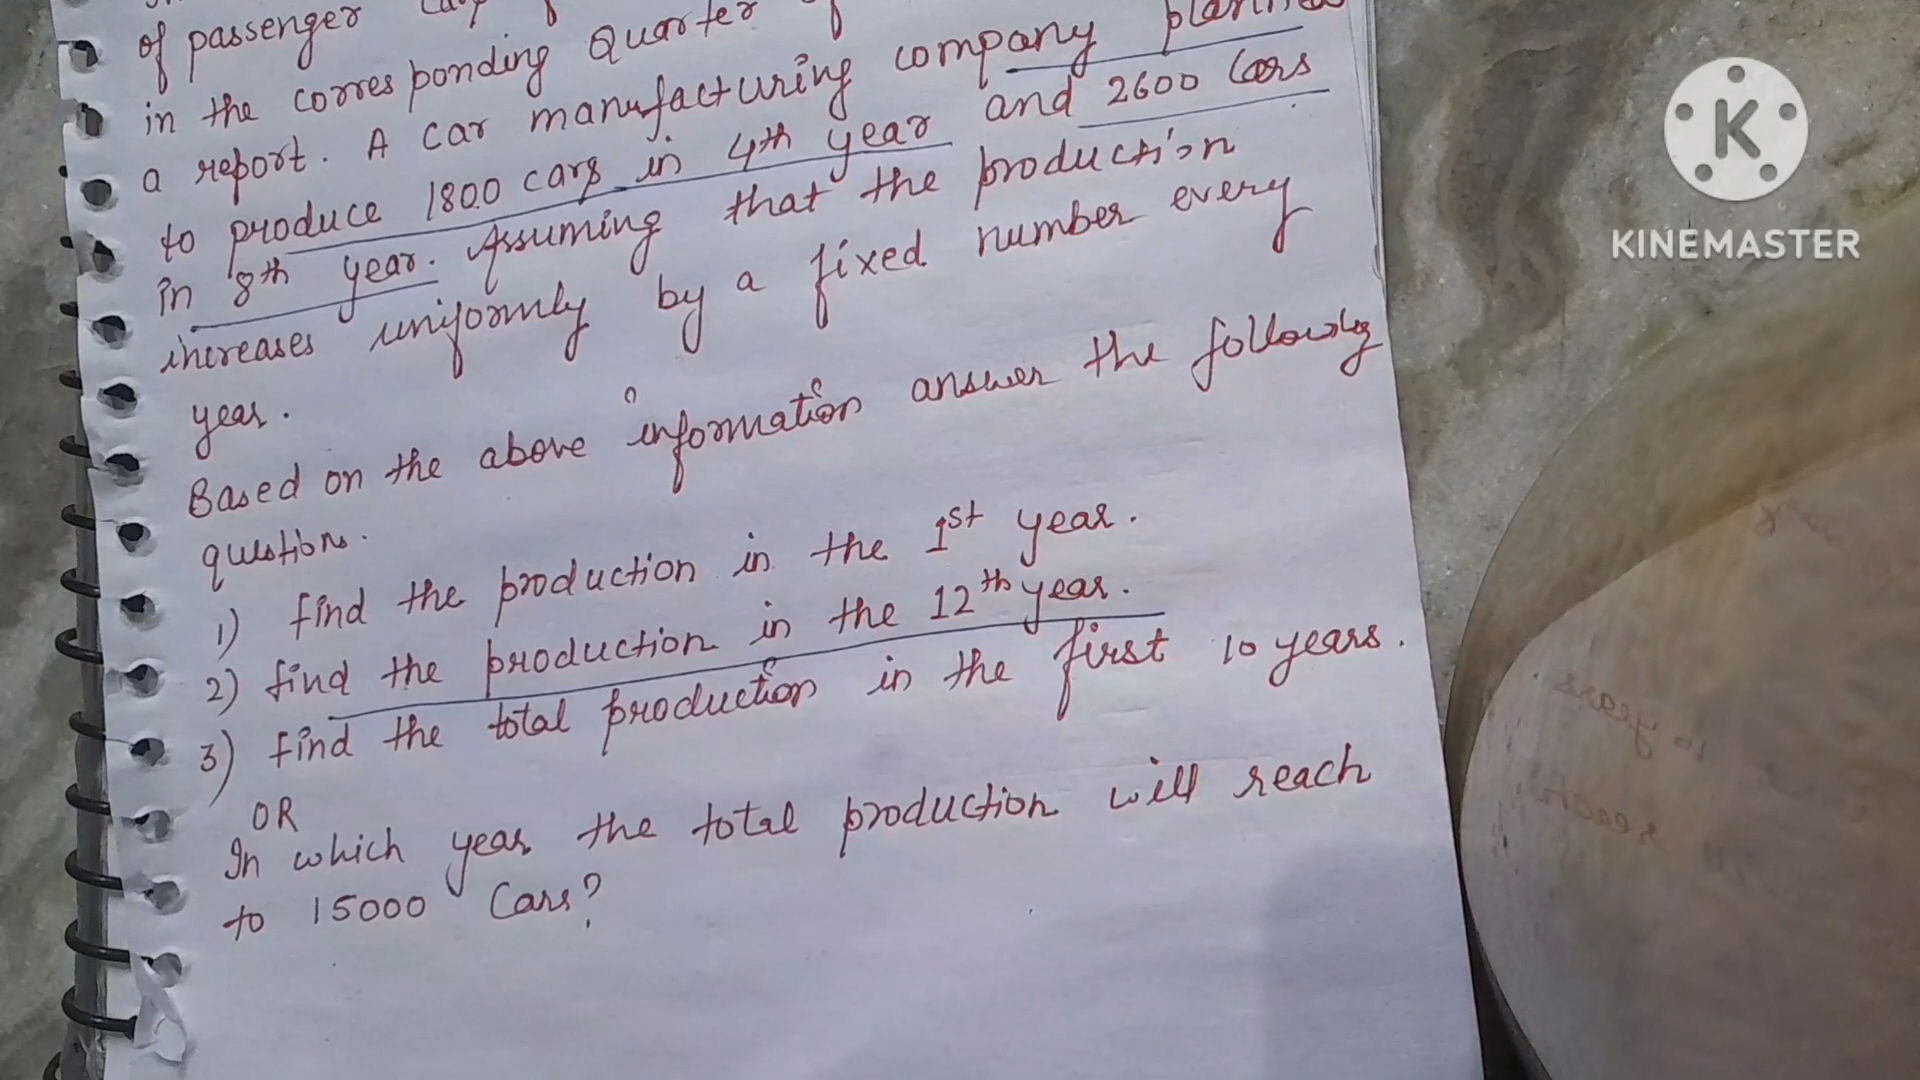 of passenger
in the corresponding Quarter
a report. A car manufacturing company planned
to produce 1800 cars in 4th year and 2600 Cars
in 8th year. Assuming that the production
increases uniformly by a fixed number every
year.
Based on the above information answer the following
questions.
1) find the production in the 1st year.
2) find the production in the 12th year.
3) find the total production in the first 10 years.
OR
In which year the total production will reach
to 15000 Cars?
K
KINEMASTER